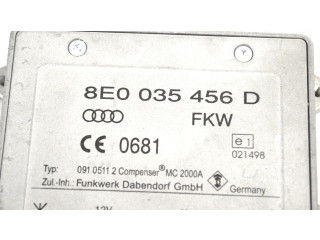 8E0 035 456 D
FKW
CE 0681
e1
021498
Typ: 091 0511 2 Compenser® MC 2000A
Zul.-Inh.: Funkwerk Dabendorf GmbH
Germany
12V